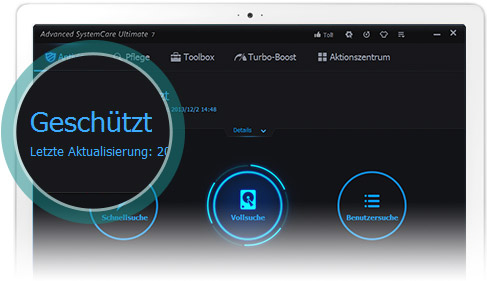 Advanced SystemCare Ultimate 7
Toll
Pflege Toolbox Turbo-Boost Aktionszentrum
Geschützt
2013/12/2 14:48
Letzte Aktualisierung: 20
Details
Schnellsuche Vollsuche Benutzersuche